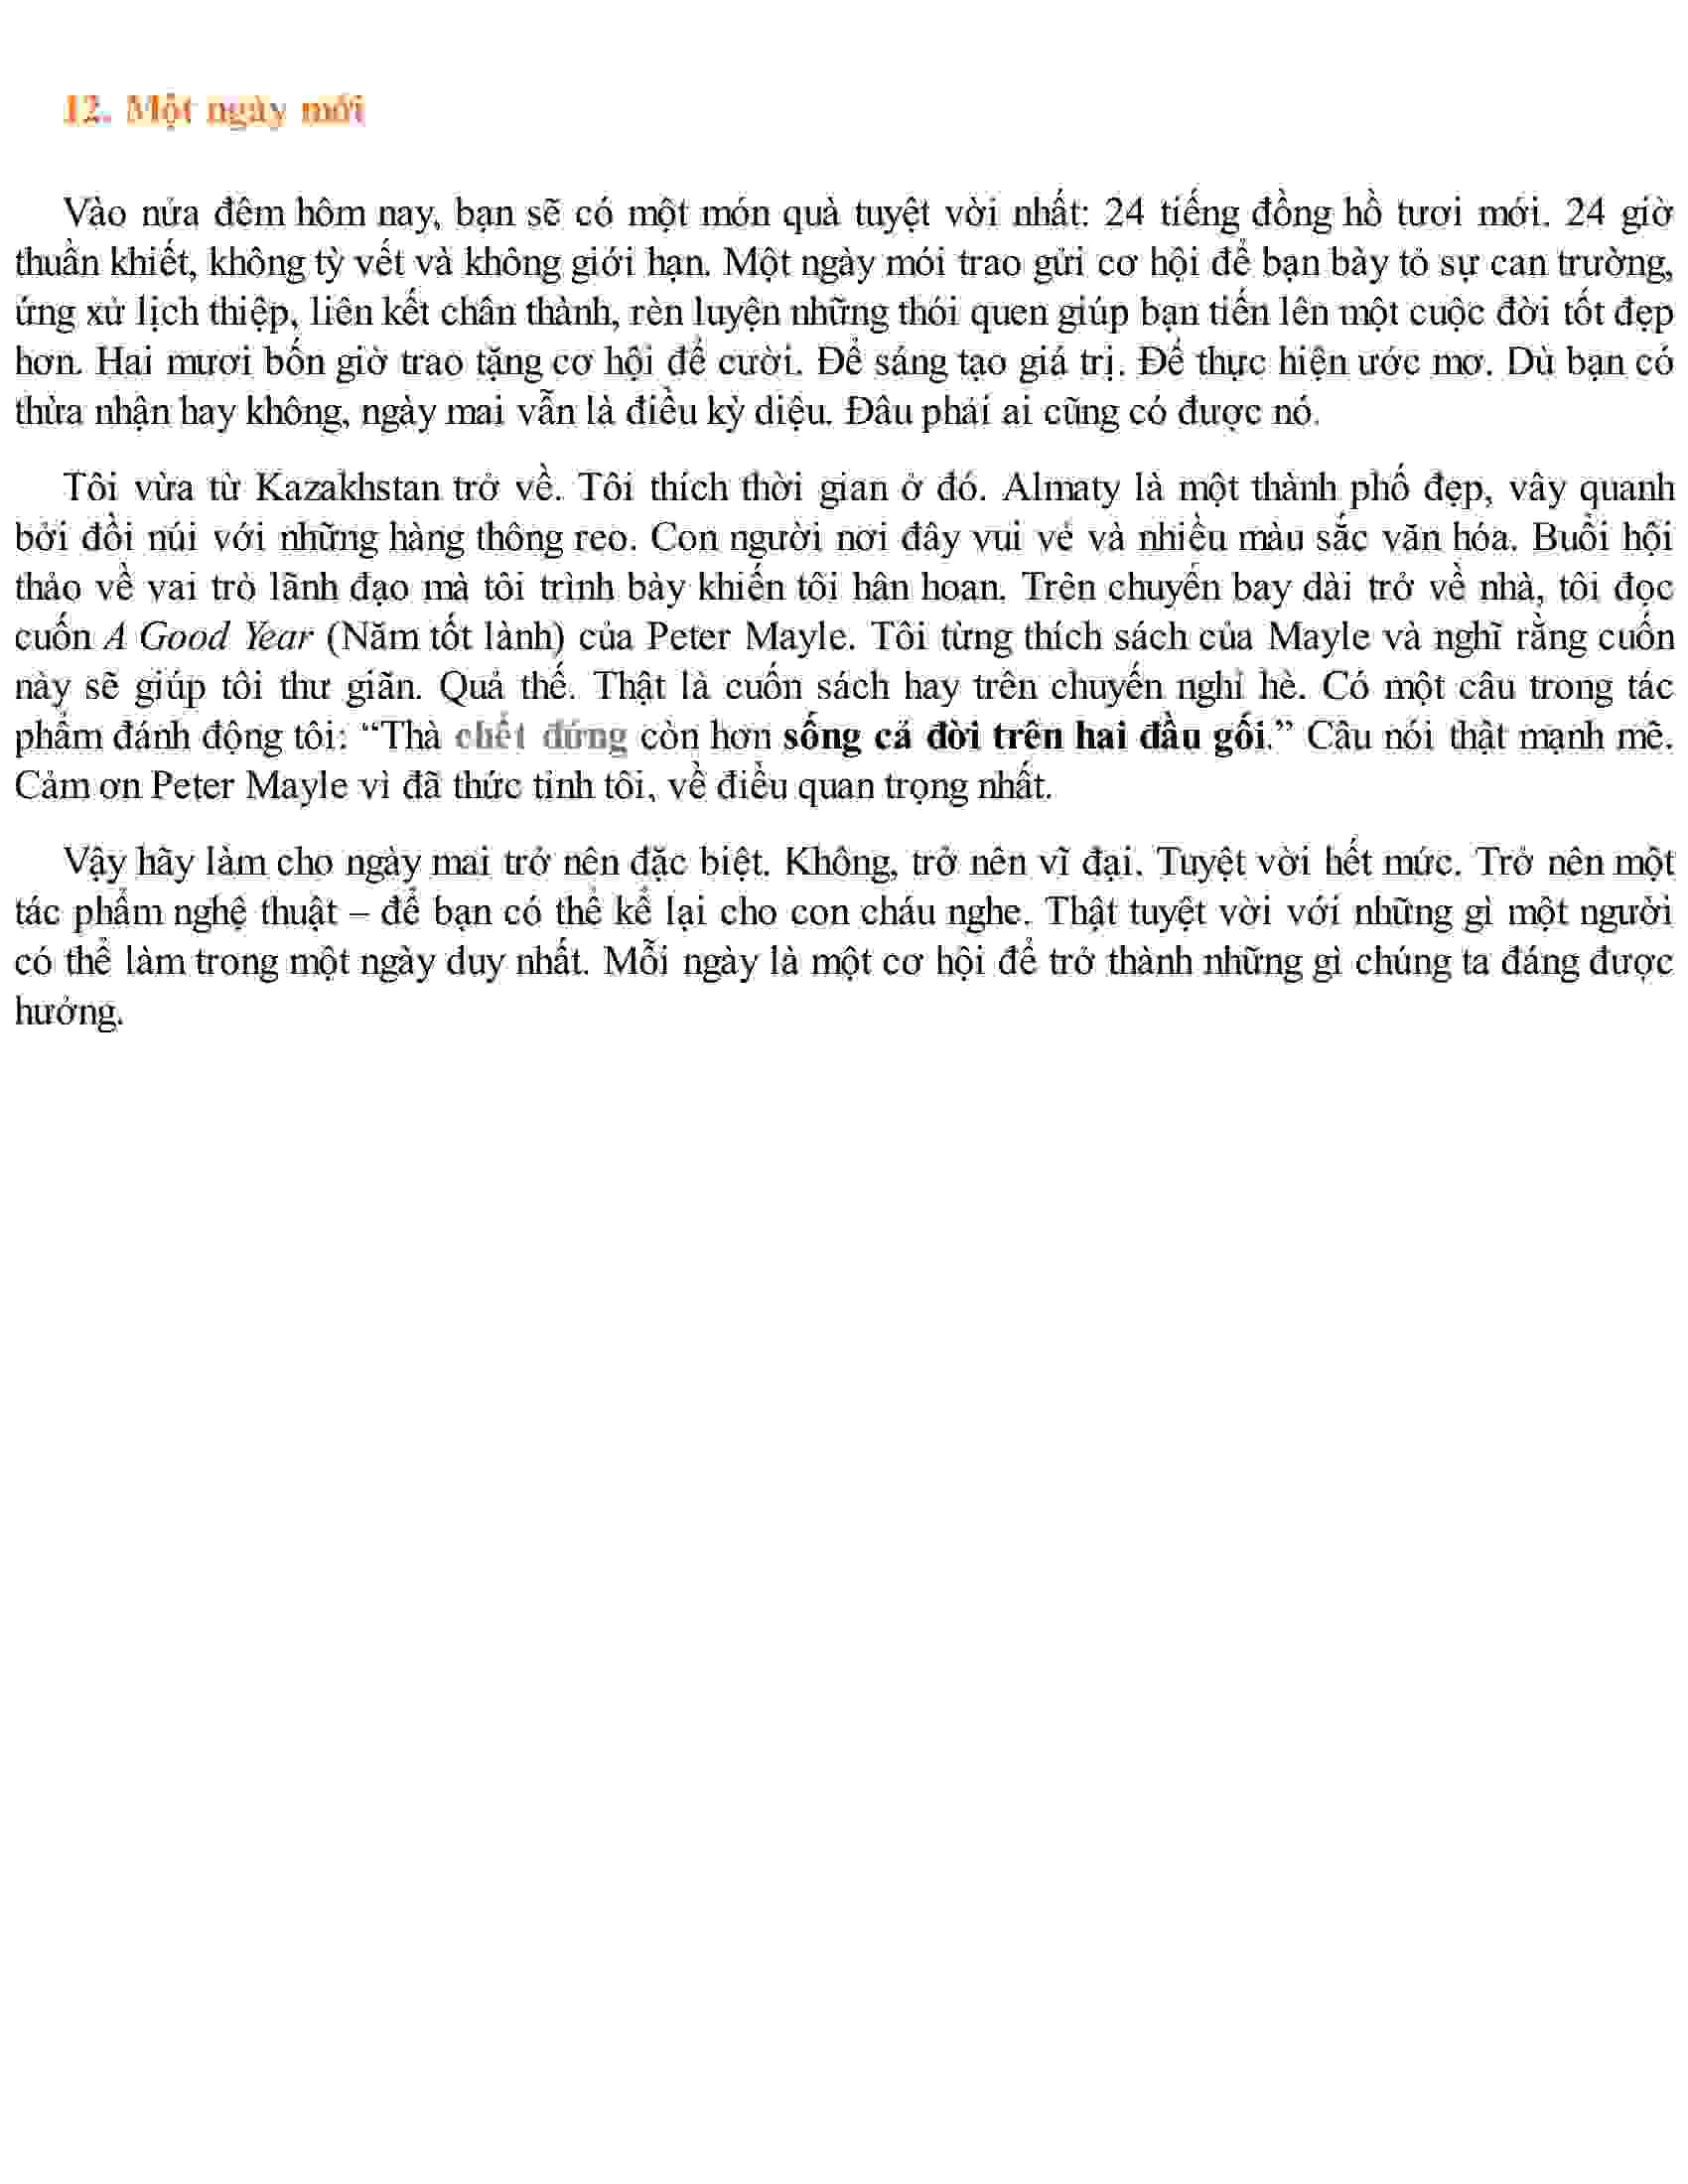 12. Một ngày mới
Vào nửa đêm hôm nay, bạn sẽ có một món quà tuyệt vời nhất: 24 tiếng đồng hồ tươi mới. 24 giờ
thuần khiết, không tỳ vết và không giới hạn. Một ngày mói trao gửi cơ hội để bạn bày tỏ sự can trường,
ứng xử lịch thiệp, liên kết chân thành, rèn luyện những thói quen giúp bạn tiến lên một cuộc đời tốt đẹp
hơn. Hai mươi bốn giờ trao tặng cơ hội để cười. Để sáng tạo giá trị. Để thực hiện ước mơ. Dù bạn có
thừa nhận hay không, ngày mai vẫn là điều kỳ diệu. Đâu phải ai cũng có được nó.
Tôi vừa từ Kazakhstan trở về. Tôi thích thời gian ở đó. Almaty là một thành phố đẹp, vây quanh
bởi đồi núi với những hàng thông reo. Con người nơi đây vui vẻ và nhiều màu sắc văn hóa. Buổi hội
thảo về vai trò lãnh đạo mà tôi trình bày khiến tôi hân hoan. Trên chuyến bay dài trở về nhà, tôi đọc
cuốn A Good Year (Năm tốt lành) của Peter Mayle. Tôi từng thích sách của Mayle và nghĩ rằng cuốn
này sẽ giúp tôi thư giãn. Quả thế. Thật là cuốn sách hay trên chuyến nghỉ hè. Có một câu trong tác
phẩm đánh động tôi: “Thà chết đứng còn hơn sống cả đời trên hai đầu gối.” Câu nói thật mạnh mẽ.
Cảm ơn Peter Mayle vì đã thức tỉnh tôi, về điều quan trọng nhất.
Vậy hãy làm cho ngày mai trở nên đặc biệt. Không, trở nên vĩ đại. Tuyệt vời hết mức. Trở nên một
tác phẩm nghệ thuật – để bạn có thể kể lại cho con cháu nghe. Thật tuyệt vời với những gì một người
có thể làm trong một ngày duy nhất. Mỗi ngày là một cơ hội để trở thành những gì chúng ta đáng được
hưởng.